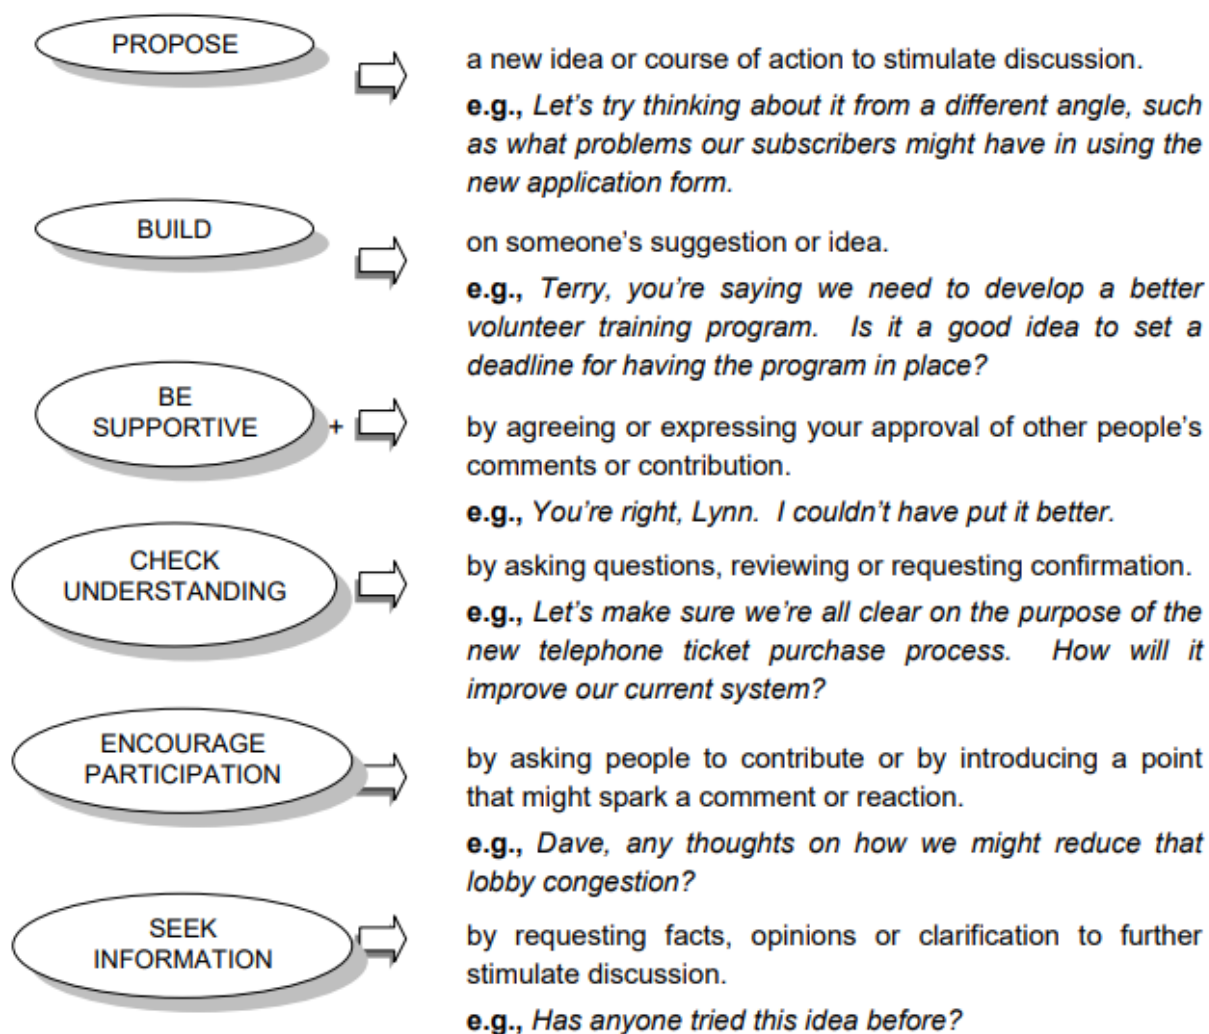 PROPOSE
a new idea or course of action to stimulate discussion.
e.g., Let's try thinking about it from a different angle, such
as what problems our subscribers might have in using the
new application form.
BUILD
on someone's suggestion or idea.
e.g., Terry, you're saying we need to develop a better
volunteer training program. Is it a good idea to set a
deadline for having the program in place?
BE
SUPPORTIVE +
by agreeing or expressing your approval of other people's
comments or contribution.
e.g., You're right, Lynn. I couldn't have put it better.
CHECK
UNDERSTANDING
by asking questions, reviewing or requesting confirmation.
e.g., Let's make sure we're all clear on the purpose of the
new telephone ticket purchase process. How will it
improve our current system?
ENCOURAGE
PARTICIPATION
by asking people to contribute or by introducing a point
that might spark a comment or reaction.
e.g., Dave, any thoughts on how we might reduce that
lobby congestion?
SEEK
INFORMATION
by requesting facts, opinions or clarification to further
stimulate discussion.
e.g., Has anyone tried this idea before?